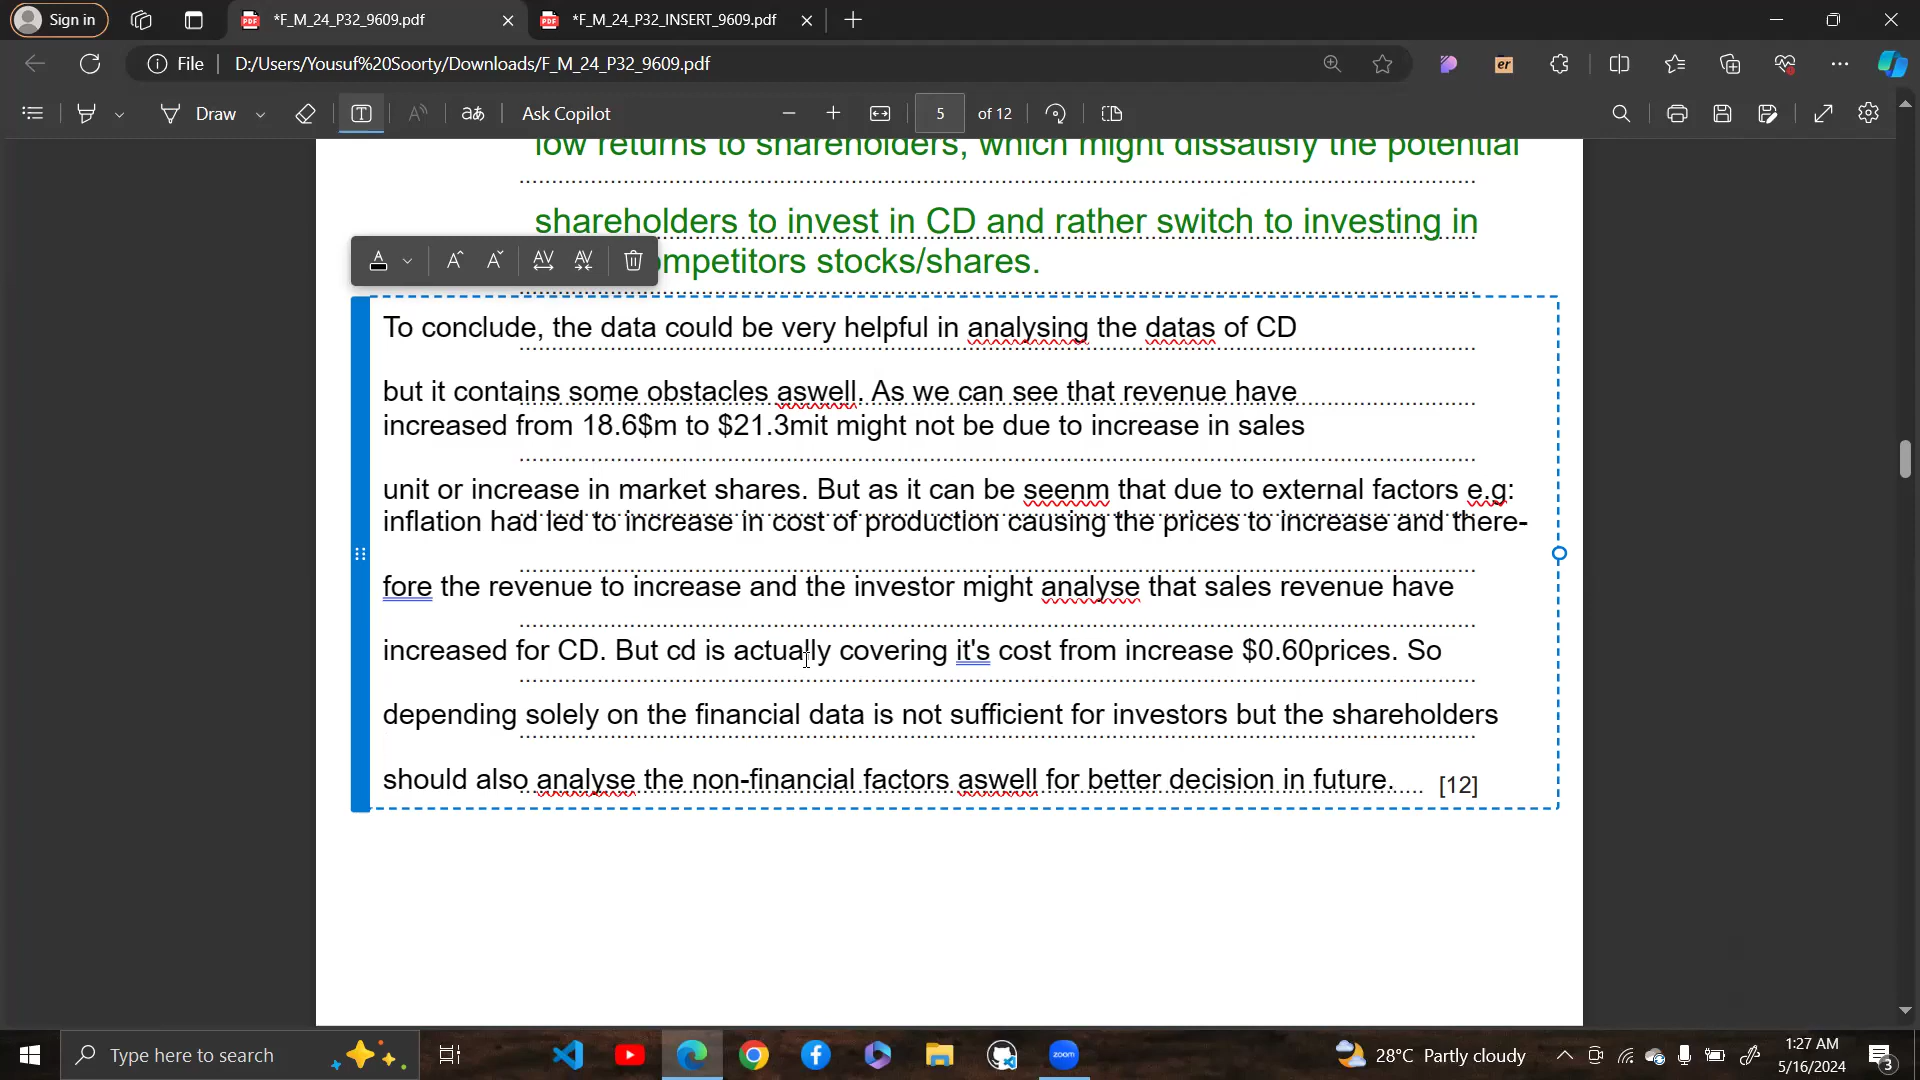 Sign in
*F_M_24_P32_9609.pdf
*F_M_24_P32_INSERT_9609.pdf
File
D:/Users/Yousuf%20Soorty/Downloads/F_M_24_P32_9609.pdf
er
Draw
aあ
Ask Copilot
5
of 12
low returns to shareholders, which might dissatisfy the potential
shareholders to invest in CD and rather switch to investing in
ompetitors stocks/shares.
To conclude, the data could be very helpful in analysing the datas of CD
but it contains some obstacles aswell. As we can see that revenue have
increased from 18.6$m to $21.3mit might not be due to increase in sales
unit or increase in market shares. But as it can be seenm that due to external factors e.g:
inflation had led to increase in cost of production causing the prices to increase and there-
fore the revenue to increase and the investor might analyse that sales revenue have
increased for CD. But cd is actually covering it's cost from increase $0.60prices. So
depending solely on the financial data is not sufficient for investors but the shareholders
should also analyse the non-financial factors aswell for better decision in future. [12]
Type here to search
zoom
28°C Partly cloudy
1:27 AM
5/16/2024
3